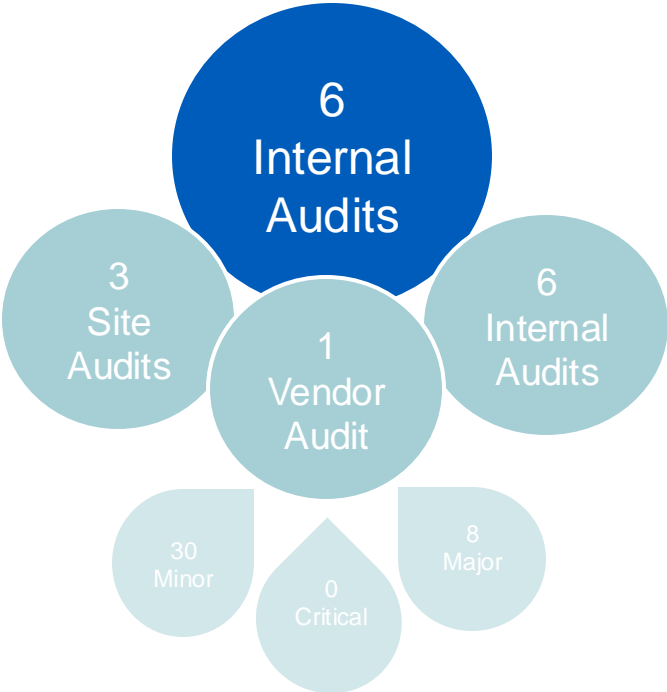 6
Internal
Audits
3
Site
Audits
1
Vendor
Audit
6
Internal
Audits
30
Minor
0
Critical
8
Major